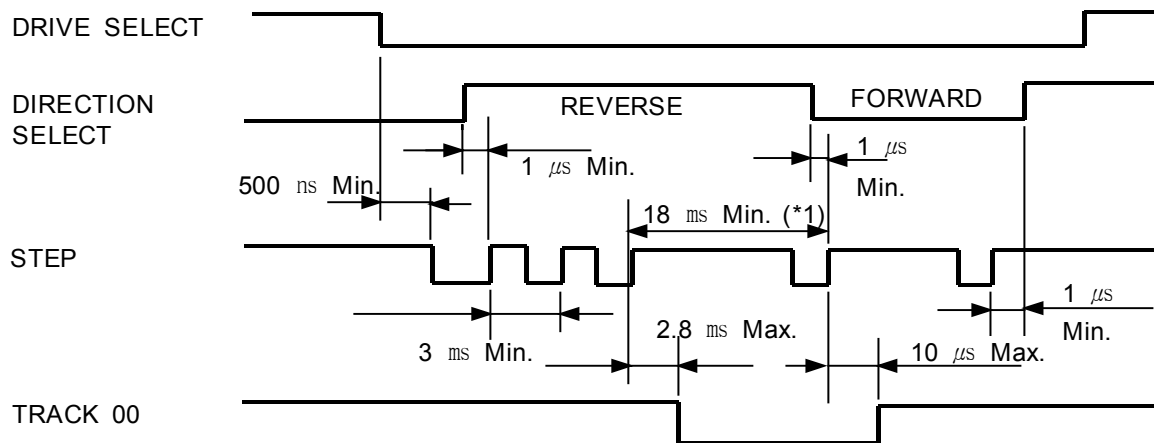 DRIVE SELECT
DIRECTION
SELECT
REVERSE
FORWARD
1 μs Min.
1 μs
Min.
500 ns Min.
18 ms Min. (*1)
STEP
1 μs
Min.
3 ms Min.
2.8 ms Max.
10 μs Max.
TRACK 00